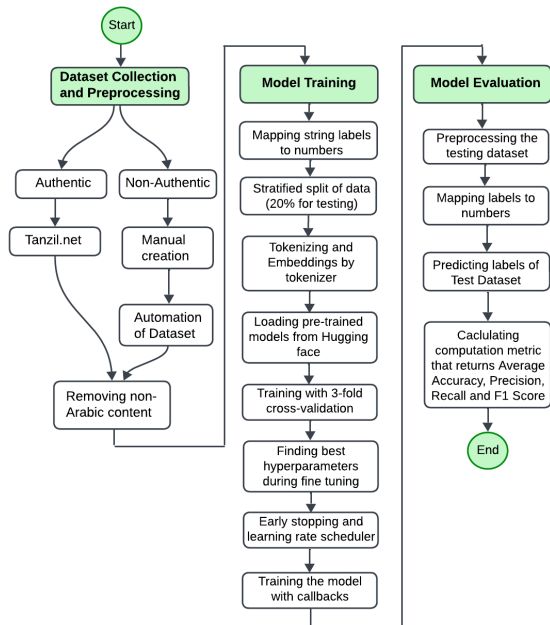 Start
Dataset Collection
and Preprocessing
Authentic
Non-Authentic
Tanzil.net
Manual
creation
Automation
of Dataset
Removing non-
Arabic content
Model Training
Mapping string labels
to numbers
Stratified split of data
(20% for testing)
Tokenizing and
Embeddings by
tokenizer
Loading pre-trained
models from Hugging
face
Training with 3-fold
cross-validation
Finding best
hyperparameters
during fine tuning
Early stopping and
learning rate scheduler
Training the model
with callbacks
Model Evaluation
Preprocessing the
testing dataset
Mapping labels to
numbers
Predicting labels of
Test Dataset
Caclulating
computation metric
that returns Average
Accuracy, Precision,
Recall and F1 Score
End